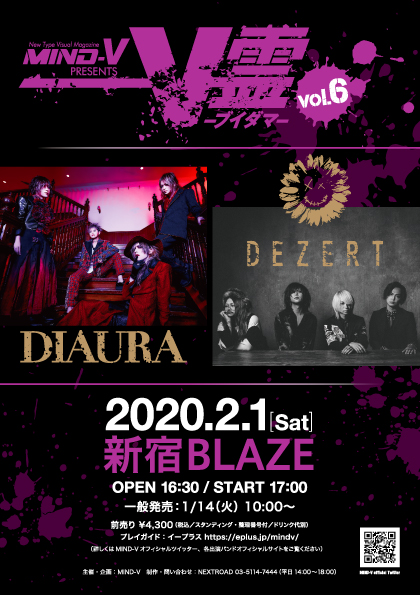 New Type Visual Magazine
MIND-V
PRESENTS
V霊
vol.6
ーブイダマー
DIAURA
DEZERT
2020.2.1[Sat]
新宿BLAZE
OPEN 16:30 / START 17:00
一般発売：1/14(火) 10:00〜
前売り ¥4,300(税込／スタンディング・整理番号付／ドリンク代別)
プレイガイド：イープラス https://eplus.jp/mindv/
(詳しくは MIND-V オフィシャルツイッター、各出演バンドオフィシャルサイトをご覧ください)
主催・企画：MIND-V　制作・問い合わせ：NEXTROAD 03-5114-7444 (平日 14:00〜18:00)
MIND-V official Twitter